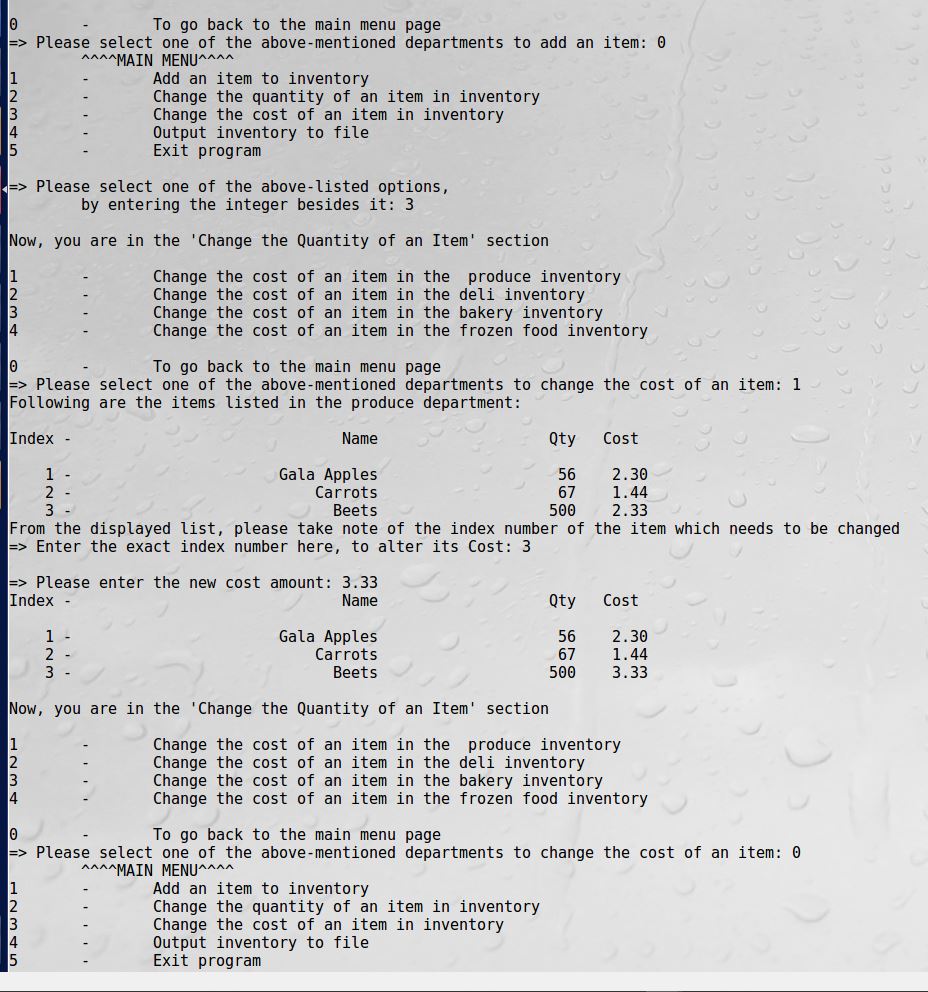 0       -       To go back to the main menu page
=> Please select one of the above-mentioned departments to add an item: 0
        ^^^^MAIN MENU^^^^
1       -       Add an item to inventory
2       -       Change the quantity of an item in inventory
3       -       Change the cost of an item in inventory
4       -       Output inventory to file
5       -       Exit program

=> Please select one of the above-listed options,
        by entering the integer besides it: 3

Now, you are in the 'Change the Quantity of an Item' section

1       -       Change the cost of an item in the  produce inventory
2       -       Change the cost of an item in the deli inventory
3       -       Change the cost of an item in the bakery inventory
4       -       Change the cost of an item in the frozen food inventory

0       -       To go back to the main menu page
=> Please select one of the above-mentioned departments to change the cost of an item: 1
Following are the items listed in the produce department:

Index -                              Name                   Qty   Cost

    1 -                       Gala Apples                    56    2.30
    2 -                           Carrots                    67    1.44
    3 -                             Beets                   500    2.33
From the displayed list, please take note of the index number of the item which needs to be changed
=> Enter the exact index number here, to alter its Cost: 3

=> Please enter the new cost amount: 3.33
Index -                              Name                   Qty   Cost

    1 -                       Gala Apples                    56    2.30
    2 -                           Carrots                    67    1.44
    3 -                             Beets                   500    3.33

Now, you are in the 'Change the Quantity of an Item' section

1       -       Change the cost of an item in the  produce inventory
2       -       Change the cost of an item in the deli inventory
3       -       Change the cost of an item in the bakery inventory
4       -       Change the cost of an item in the frozen food inventory

0       -       To go back to the main menu page
=> Please select one of the above-mentioned departments to change the cost of an item: 0
        ^^^^MAIN MENU^^^^
1       -       Add an item to inventory
2       -       Change the quantity of an item in inventory
3       -       Change the cost of an item in inventory
4       -       Output inventory to file
5       -       Exit program